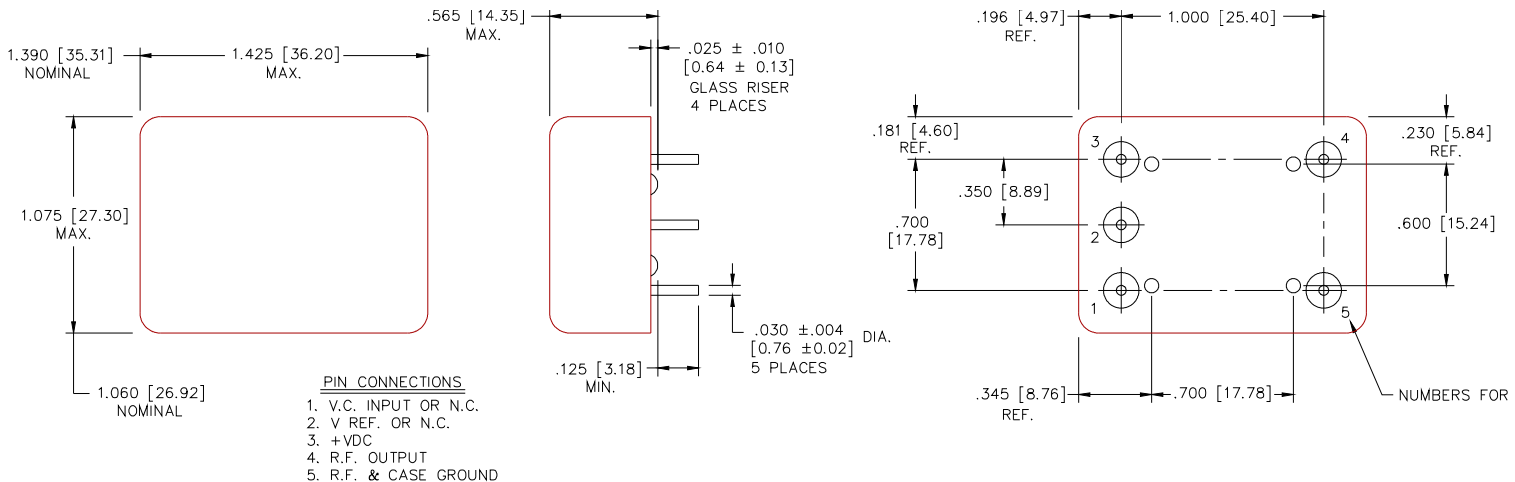 1.390 [35.31]
NOMINAL
1.425 [36.20]
MAX.
1.075 [27.30]
MAX.
1.060 [26.92]
NOMINAL
.565 [14.35]
MAX.
.025 ± .010
[0.64 ± 0.13]
GLASS RISER
4 PLACES
.030 ±.004 DIA.
[0.76 ±0.02]
5 PLACES
.125 [3.18]
MIN.
PIN CONNECTIONS
1. V.C. INPUT OR N.C.
2. V REF. OR N.C.
3. +VDC
4. R.F. OUTPUT
5. R.F. & CASE GROUND
.196 [4.97]
REF.
1.000 [25.40]
.181 [4.60]
REF.
.230 [5.84]
REF.
3
4
.350 [8.89]
.700
[17.78]
.600 [15.24]
2
1
5
.345 [8.76]
REF.
.700 [17.78]
NUMBERS FOR